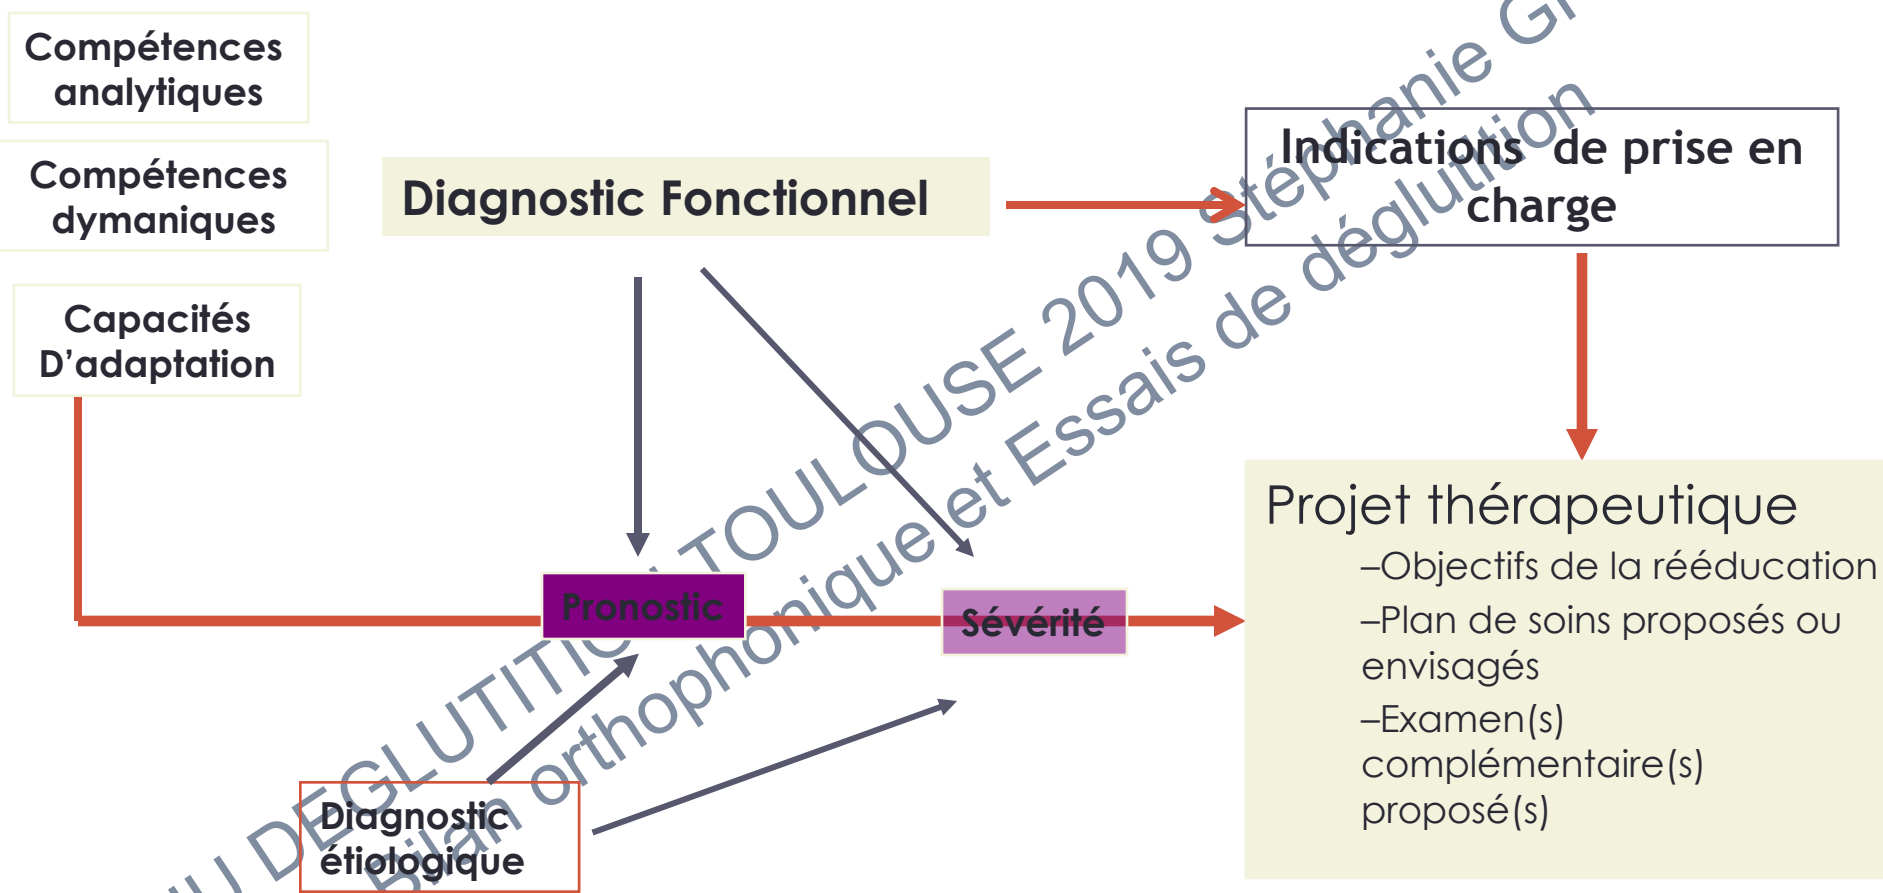 Compétences
analytiques
Compétences
dymaniques
Capacités
D'adaptation
Diagnostic Fonctionnel
Indications de prise en
charge
Pronostic
Sévérité
Diagnostic
étiologique
Projet thérapeutique
–Objectifs de la rééducation
–Plan de soins proposés ou
envisagés
–Examen(s)
complémentaire(s)
proposé(s)
DEGLUTITION TOULOUSE 2019 Stéphanie
Bilan orthophonique et Essais de déglutition